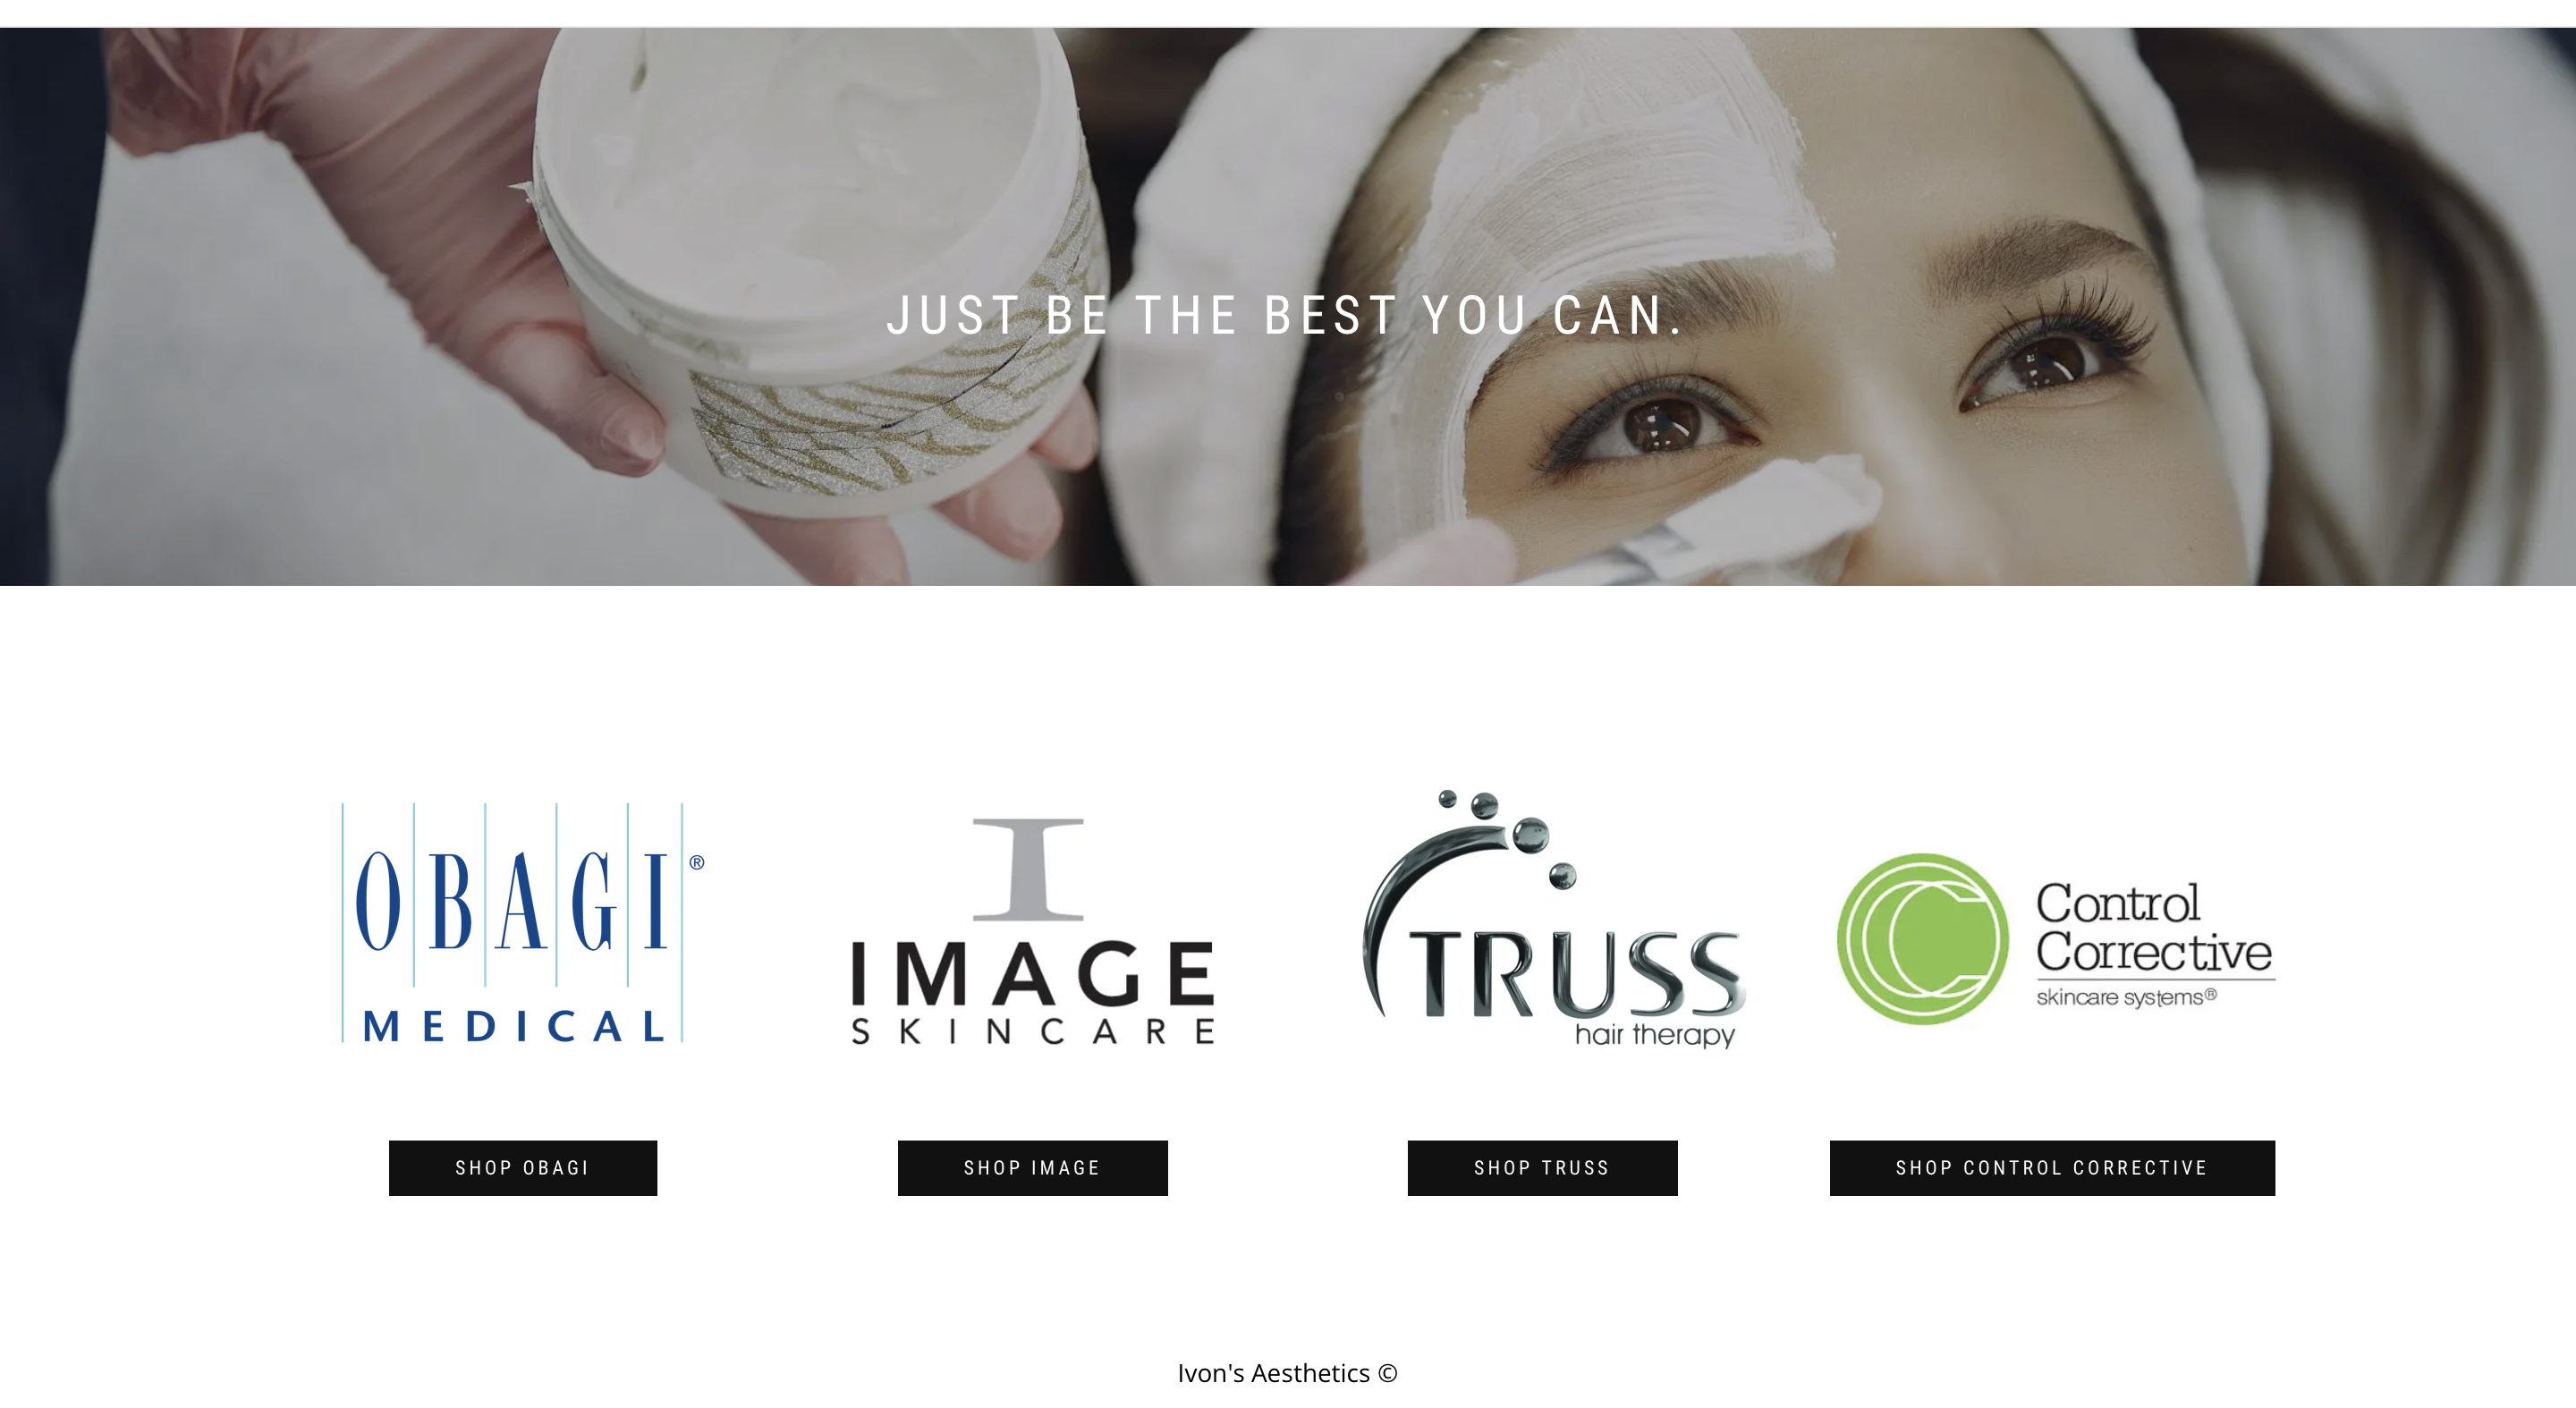 JUST BE THE BEST YOU CAN.
OBAGI®
MEDICAL
I
IMAGE
SKINCARE
TRUSS
hair therapy
Control
Corrective
skincare systems®
SHOP OBAGI
SHOP IMAGE
SHOP TRUSS
SHOP CONTROL CORRECTIVE
Ivon's Aesthetics ©